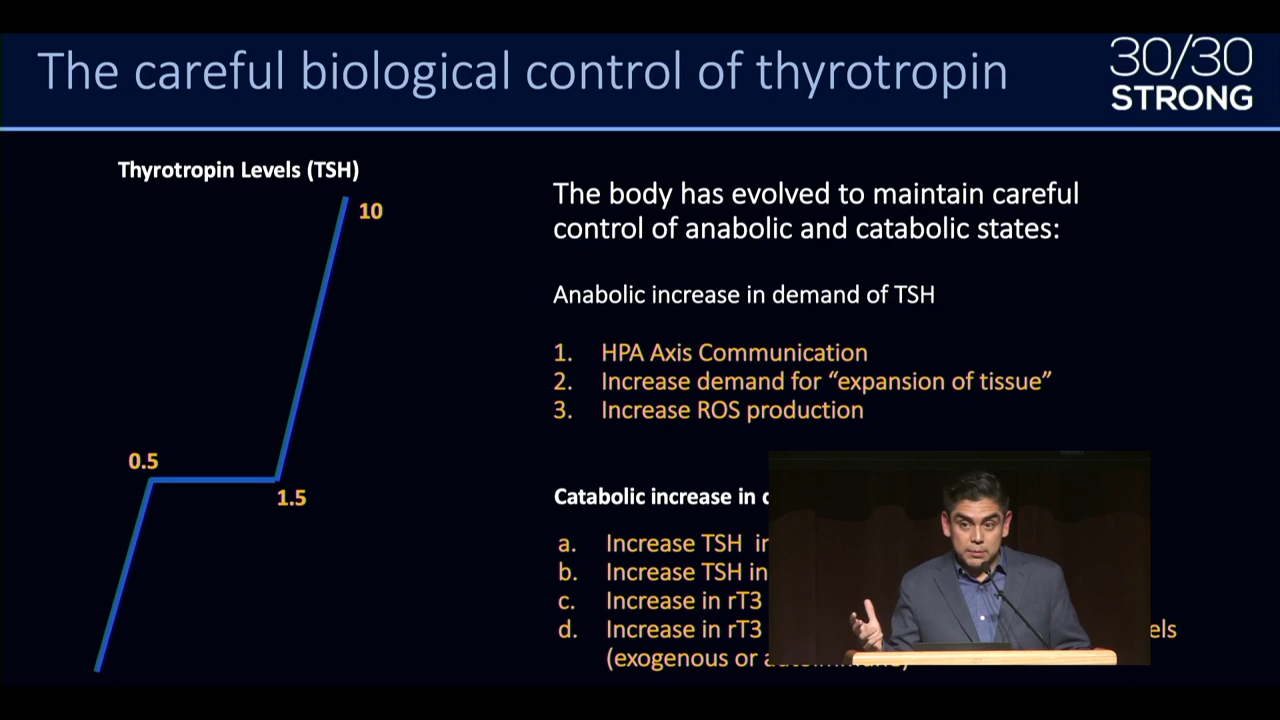 The careful biological control of thyrotropin
30/30
STRONG
Thyrotropin Levels (TSH)
10
0.5
1.5
The body has evolved to maintain careful
control of anabolic and catabolic states:
Anabolic increase in demand of TSH
1. HPA Axis Communication
2. Increase demand for “expansion of tissue”
3. Increase ROS production
Catabolic increase in
a. Increase TSH
b. Increase TSH in
c. Increase in rT3
d. Increase in rT3
(exogenous or